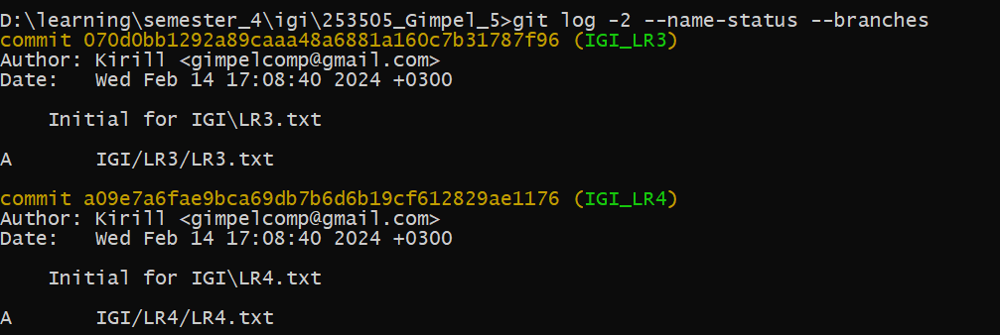 D:\learning\semester_4\igi\253505_Gimpel_5>git log -2 --name-status --branches
commit 070d0bb1292a89caaa48a6881a160c7b31787f96 (IGI_LR3)
Author: Kirill <gimpelcomp@gmail.com>
Date:   Wed Feb 14 17:08:40 2024 +0300
    Initial for IGI\LR3.txt
A       IGI/LR3/LR3.txt
commit a09e7a6fae9bca69db7b6d6b19cf612829ae1176 (IGI_LR4)
Author: Kirill <gimpelcomp@gmail.com>
Date:   Wed Feb 14 17:08:40 2024 +0300
    Initial for IGI\LR4.txt
A       IGI/LR4/LR4.txt